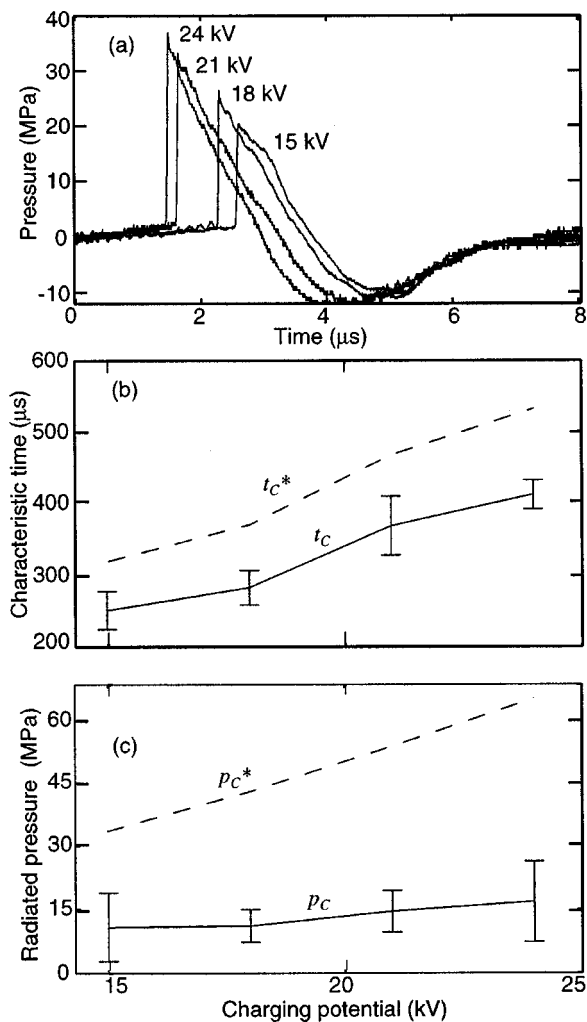 40
(a)
24 kV
21 kV
18 kV
15 kV
30
20
10
0
-10
Pressure (MPa)
0
2
4
6
8
Time (µs)
600
(b)
500
400
300
200
Characteristic time (µs)
tC*
tC
60
45
30
15
0
Radiated pressure (MPa)
(c)
pC*
pC
15
20
25
Charging potential (kV)